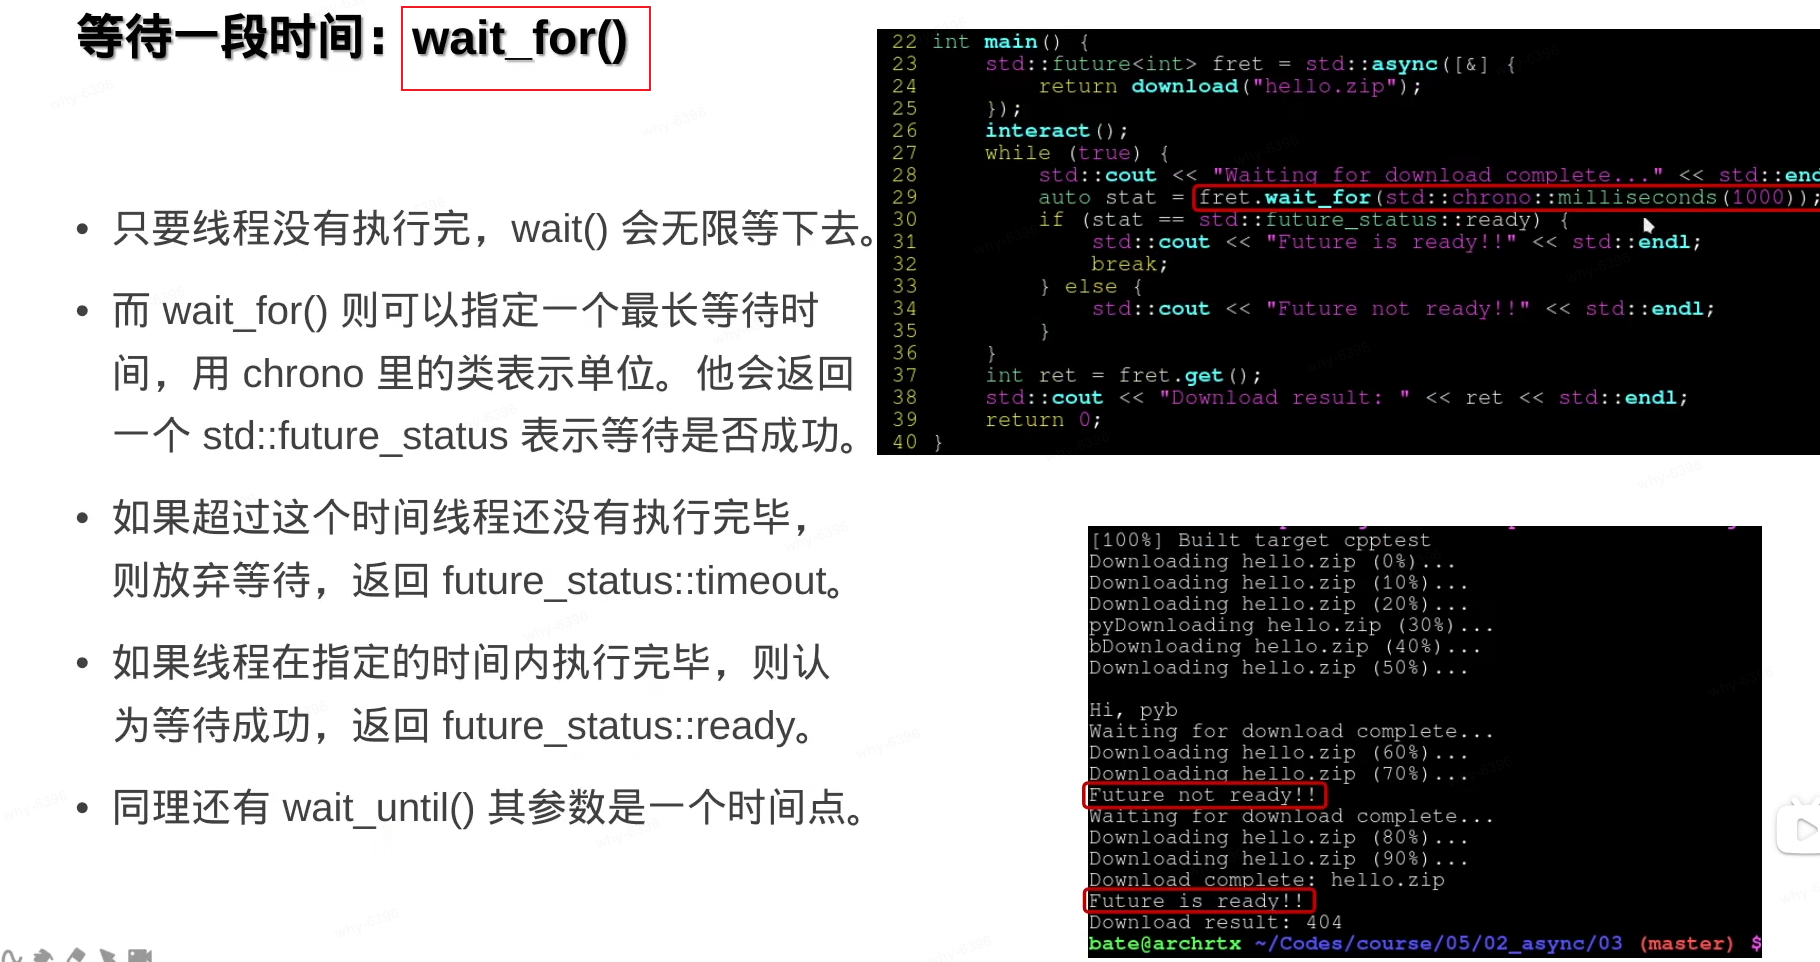 等待一段时间：wait_for()
• 只要线程没有执行完，wait() 会无限等下去。
• 而 wait_for() 则可以指定一个最长等待时
间，用 chrono 里的类表示单位。他会返回
一个 std::future_status 表示等待是否成功。
• 如果超过这个时间线程还没有执行完毕，
则放弃等待，返回 future_status::timeout。
• 如果线程在指定的时间内执行完毕，则认
为等待成功，返回 future_status::ready。
• 同理还有 wait_until() 其参数是一个时间点。
22 int main() {
23     std::future<int> fret = std::async([&] {
24         return download("hello.zip");
25     });
26     interact();
27     while (true) {
28         std::cout << "Waiting for download complete..." << std::end
29         auto stat = fret.wait_for(std::chrono::milliseconds(1000));
30         if (stat == std::future_status::ready) {
31             std::cout << "Future is ready!!" << std::endl;
32             break;
33         } else {
34             std::cout << "Future not ready!!" << std::endl;
35         }
36     }
37     int ret = fret.get();
38     std::cout << "Download result: " << ret << std::endl;
39     return 0;
40 }
[100%] Built target cpptest
Downloading hello.zip (0%)...
Downloading hello.zip (10%)...
Downloading hello.zip (20%)...
pyDownloading hello.zip (30%)...
bDownloading hello.zip (40%)...
Downloading hello.zip (50%)...
Hi, pyb
Waiting for download complete...
Downloading hello.zip (60%)...
Downloading hello.zip (70%)...
Future not ready!!
Waiting for download complete...
Downloading hello.zip (80%)...
Downloading hello.zip (90%)...
Download complete: hello.zip
Future is ready!!
Download result: 404
bate@archrtx ~/Codes/course/05/02_async/03 (master) $
why-6396